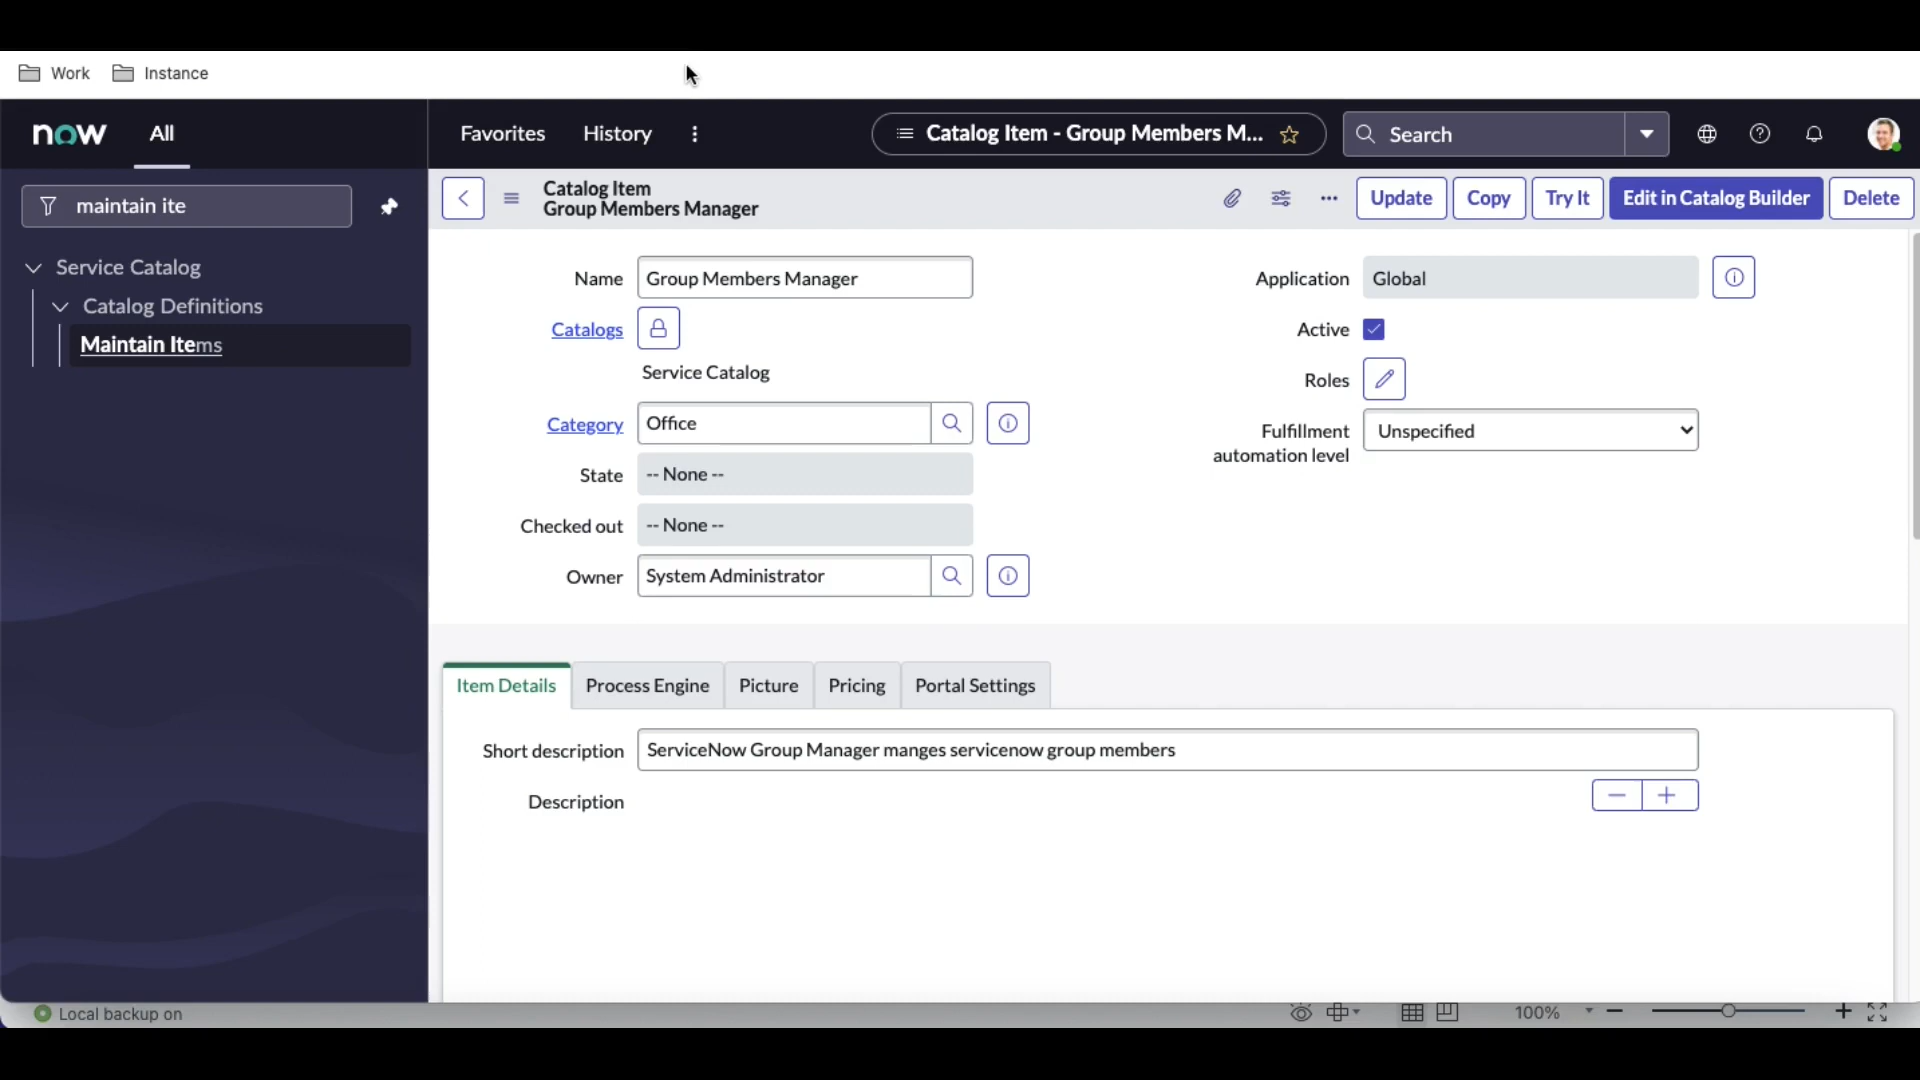 Work Instance
now All Favorites History Catalog Item - Group Members M... Search
maintain ite
Service Catalog
Catalog Definitions
Maintain Items
Catalog Item
Group Members Manager
Update Copy Try It Edit in Catalog Builder Delete
Name Group Members Manager
Catalogs
Service Catalog
Category Office
State -- None --
Checked out -- None --
Owner System Administrator
Application Global
Active
Roles
Fulfillment
automation level Unspecified
Item Details Process Engine Picture Pricing Portal Settings
Short description ServiceNow Group Manager manges servicenow group members
Description
Local backup on 100%